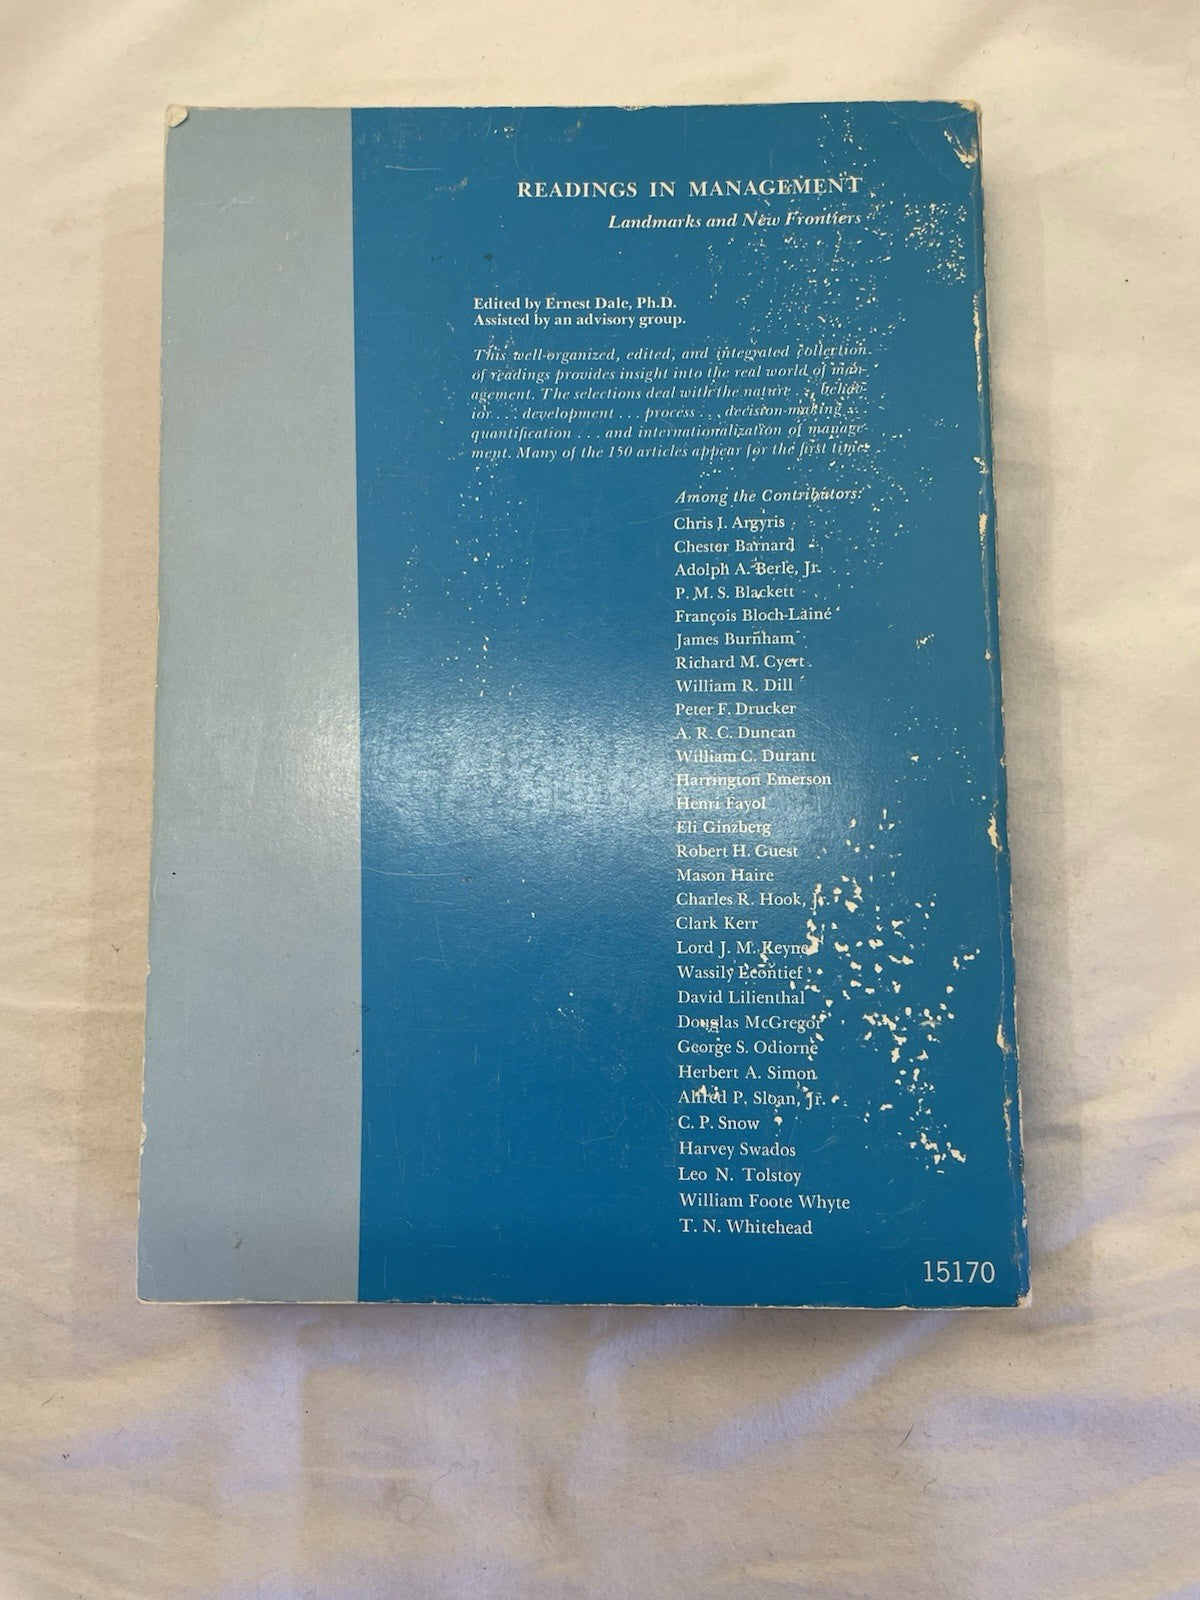 READINGS IN MANAGEMENT
Landmarks and New Frontiers
Edited by Ernest Dale, Ph.D.
Assisted by an advisory group.
This well-organized, edited, and integrated collection
of readings provides insight into the real world of man-
agement. The selections deal with the nature . . . behav-
ior . . . development . . . process . . . decision-making . . .
quantification . . . and internationalization of manage-
ment. Many of the 150 articles appear for the first time.
Among the Contributors:
Chris I. Argyris
Chester Barnard
Adolph A. Berle, Jr.
P. M. S. Blackett
François Bloch-Lainé
James Burnham
Richard M. Cyert
William R. Dill
Peter F. Drucker
A. R. C. Duncan
William C. Durant
Harrington Emerson
Henri Fayol
Eli Ginzberg
Robert H. Guest
Mason Haire
Charles R. Hook, Jr.
Clark Kerr
Lord J. M. Keynes
Wassily Leontief
David Lilienthal
Douglas McGregor
George S. Odiorne
Herbert A. Simon
Alfred P. Sloan, Jr.
C. P. Snow
Harvey Swados
Leo N. Tolstoy
William Foote Whyte
T. N. Whitehead
15170